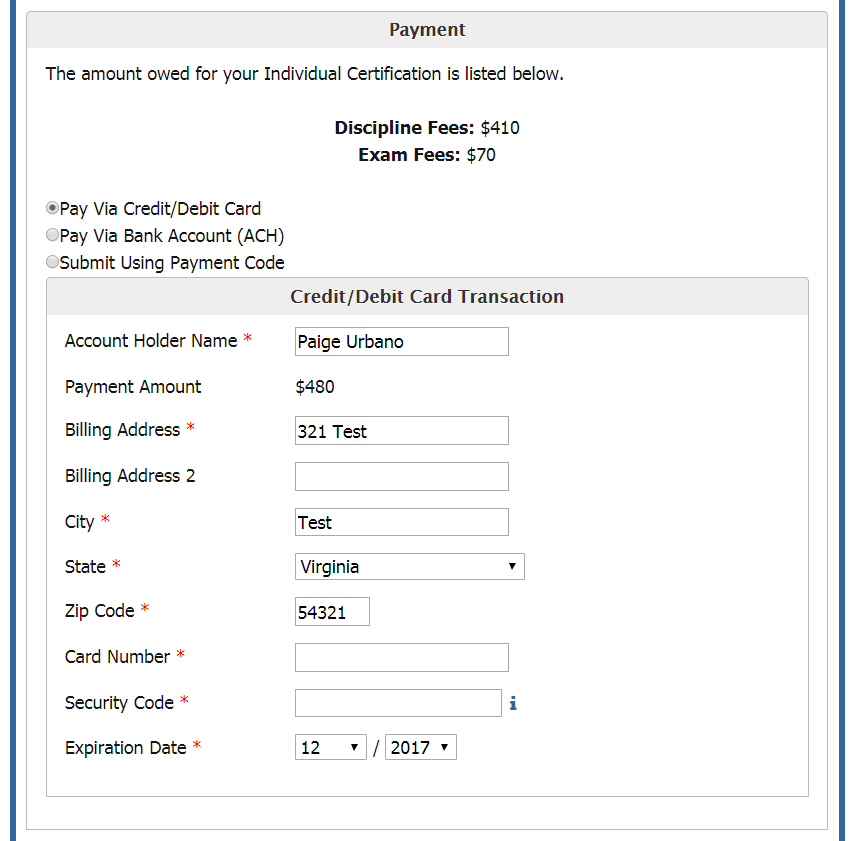 Payment
The amount owed for your Individual Certification is listed below.
Discipline Fees: $410
Exam Fees: $70
Pay Via Credit/Debit Card
Pay Via Bank Account (ACH)
Submit Using Payment Code
Credit/Debit Card Transaction
Account Holder Name * Paige Urbano
Payment Amount $480
Billing Address * 321 Test
Billing Address 2
City * Test
State * Virginia
Zip Code * 54321
Card Number *
Security Code * i
Expiration Date * 12 / 2017